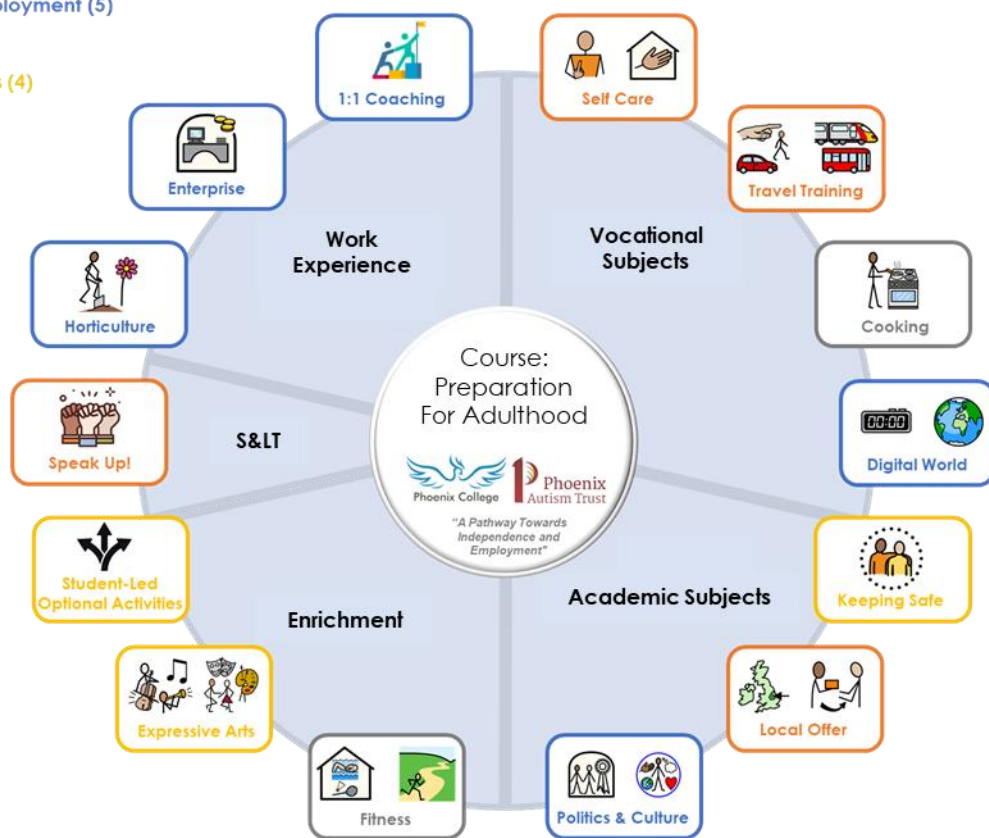 ployment (5)
s (4)
1:1 Coaching
Self Care
Enterprise
Travel Training
Work
Experience
Vocational
Subjects
Horticulture
Cooking
Course:
Preparation
For Adulthood
S&LT
Speak Up!
Digital World
Phoenix College
Phoenix
Autism Trust
"A Pathway Towards
Independence and
Employment"
00:00
Student-Led
Optional Activities
Keeping Safe
Enrichment
Academic Subjects
Expressive Arts
Local Offer
Fitness
Politics & Culture